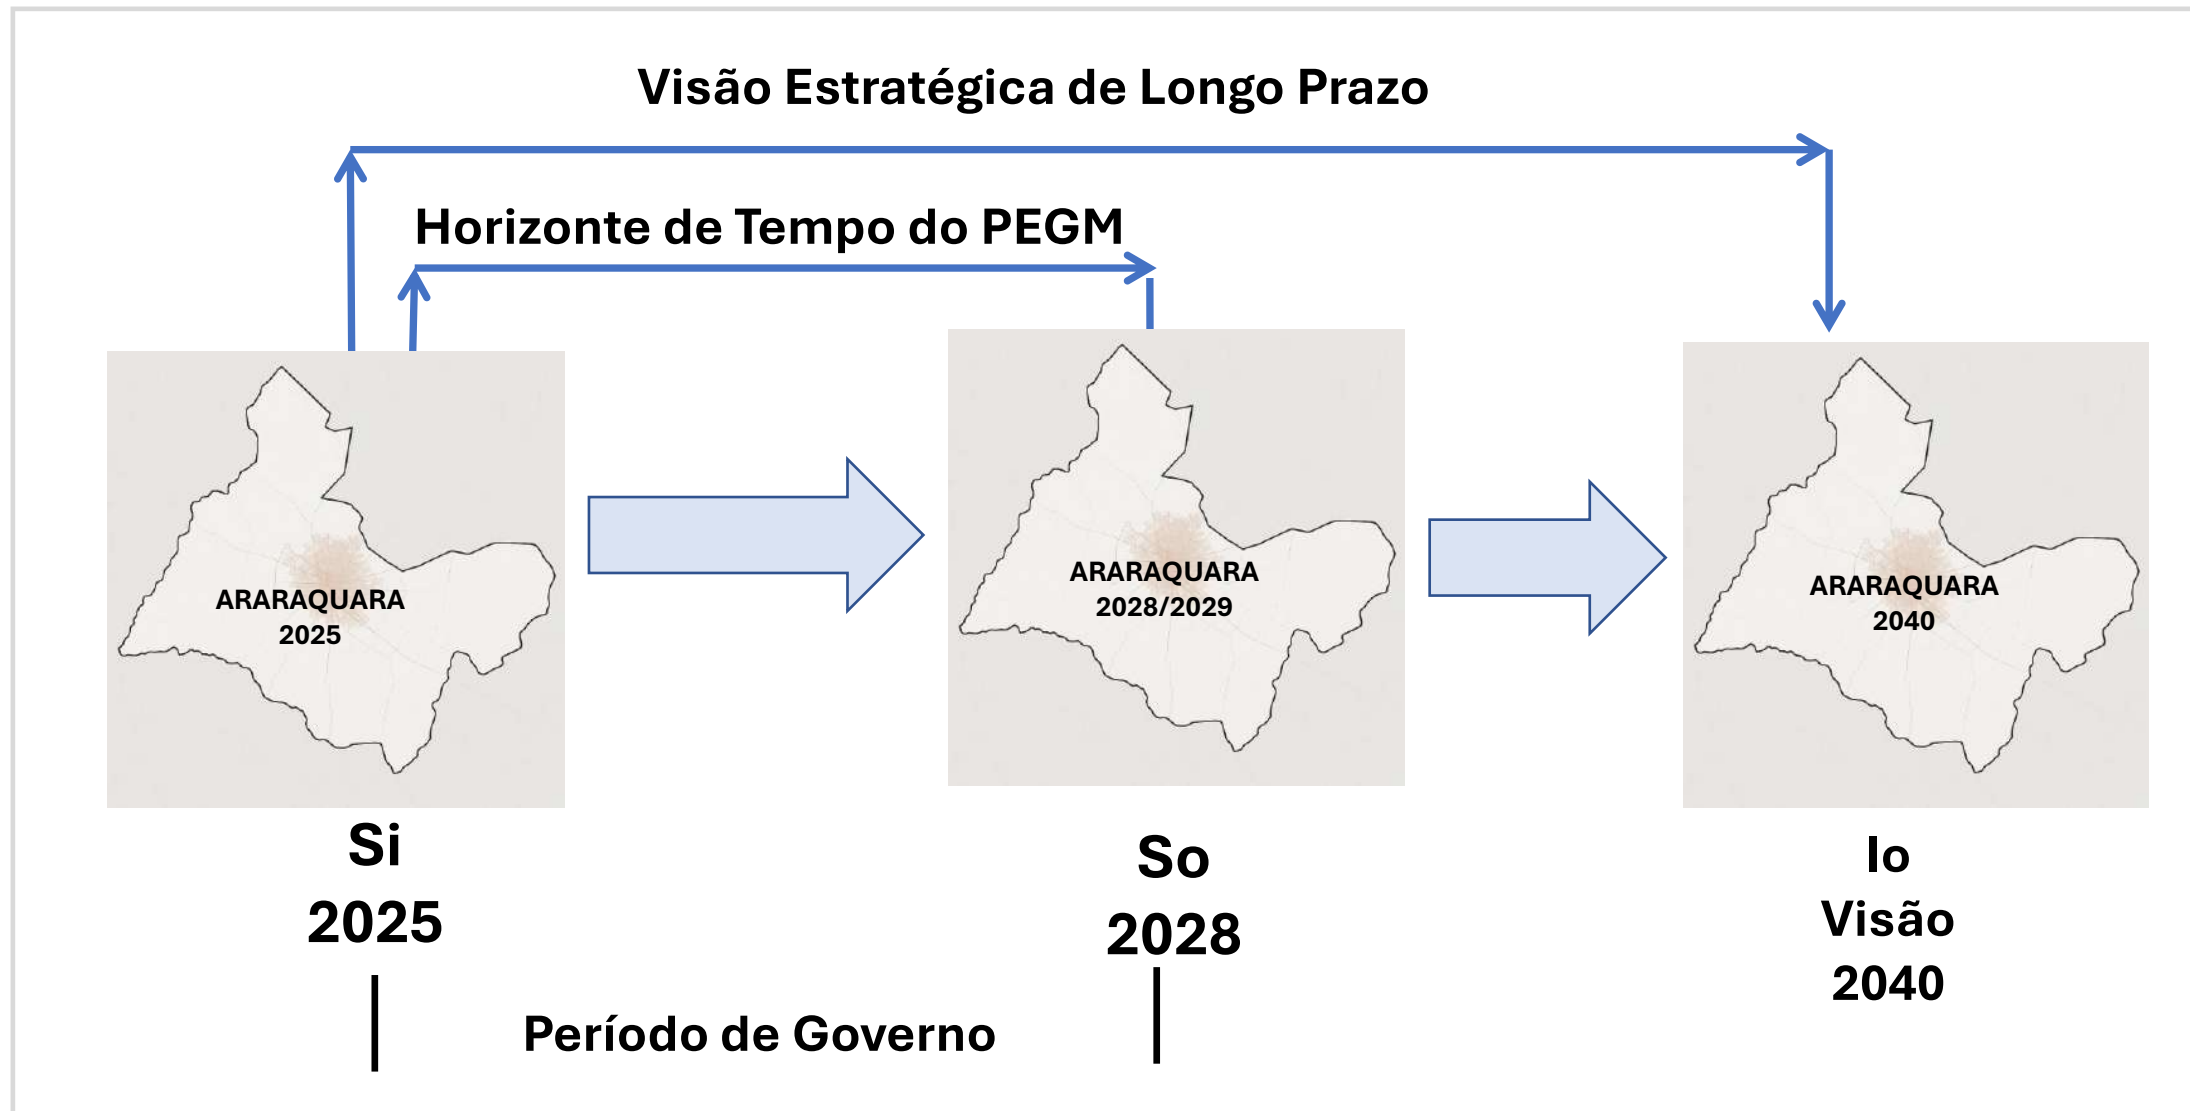 Visão Estratégica de Longo Prazo
Horizonte de Tempo do PEGM
ARARAQUARA
2025
ARARAQUARA
2028/2029
ARARAQUARA
2040
Si
2025
So
2028
Io
Visão
2040
Período de Governo